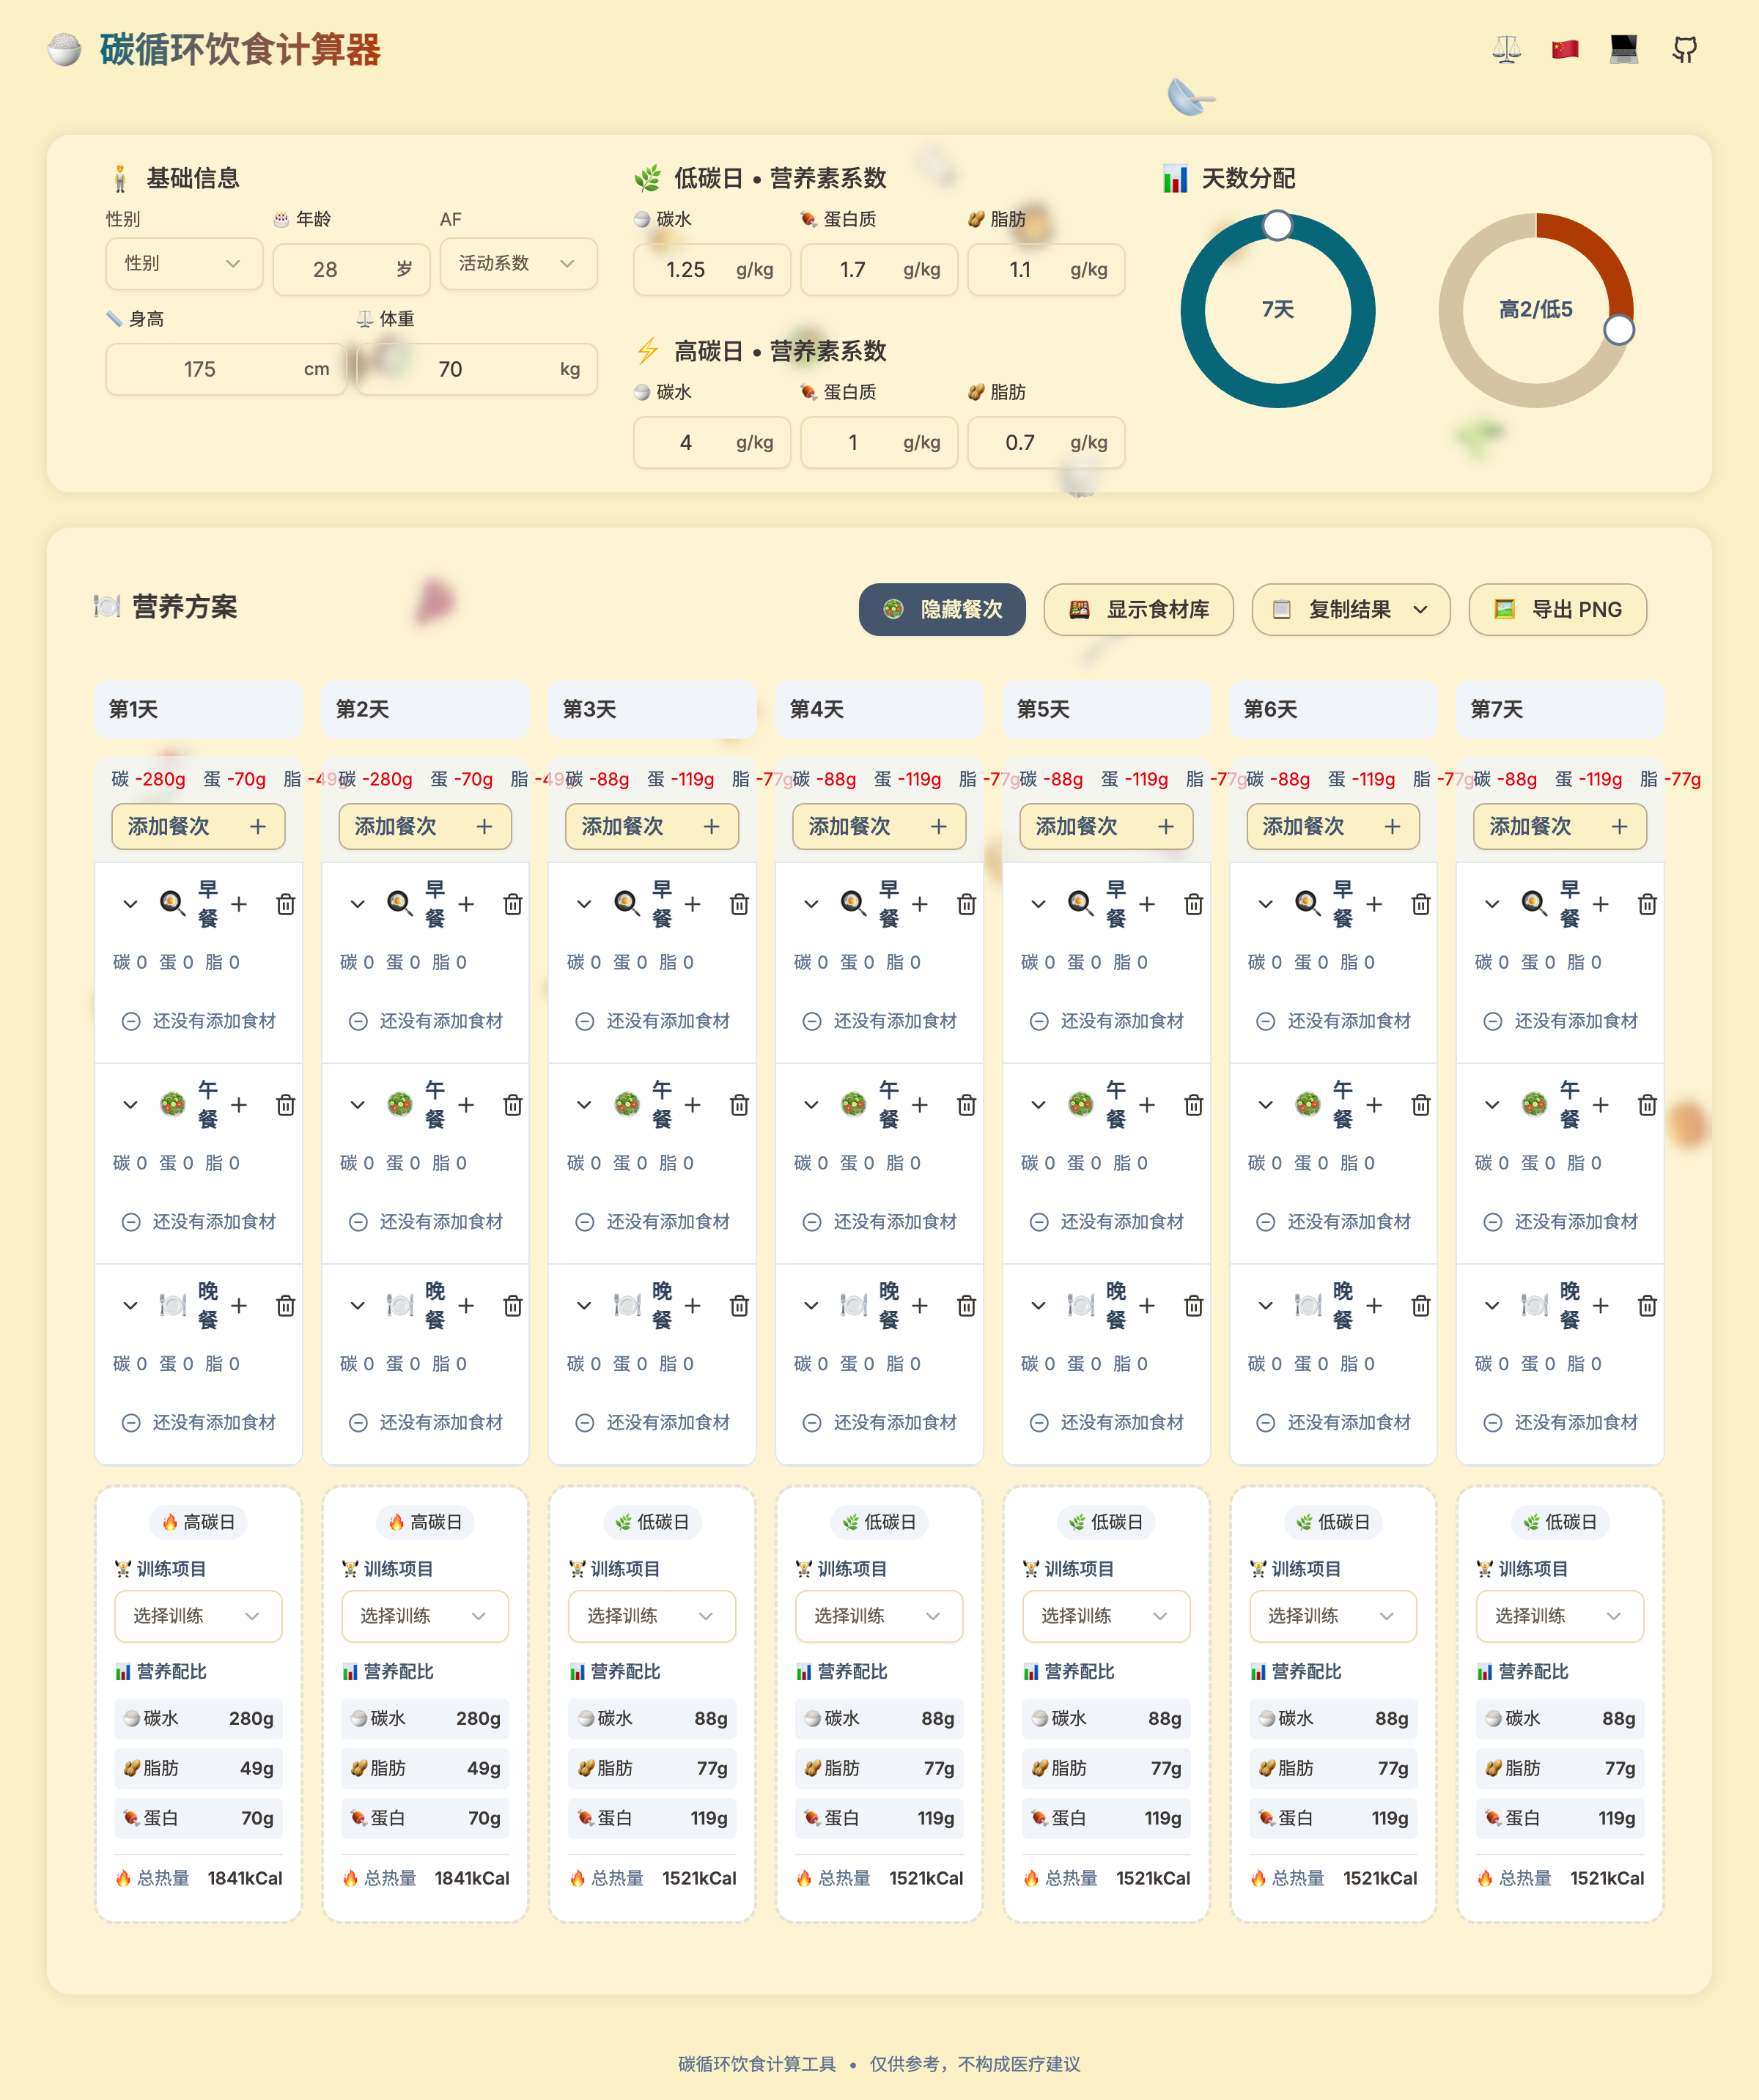 碳循环饮食计算器
基础信息
性别 年龄 AF
性别 28 岁 活动系数
身高 体重
175 cm 70 kg
低碳日 • 营养素系数
碳水 蛋白质 脂肪
1.25 g/kg 1.7 g/kg 1.1 g/kg
高碳日 • 营养素系数
碳水 蛋白质 脂肪
4 g/kg 1 g/kg 0.7 g/kg
天数分配
7天 高2/低5
营养方案
隐藏餐次 显示食材库 复制结果 导出 PNG
第1天 第2天 第3天 第4天 第5天 第6天 第7天
碳 -280g 蛋 -70g 脂 -49g 碳 -280g 蛋 -70g 脂 -49g 碳 -88g 蛋 -119g 脂 -77g 碳 -88g 蛋 -119g 脂 -77g 碳 -88g 蛋 -119g 脂 -77g 碳 -88g 蛋 -119g 脂 -77g 碳 -88g 蛋 -119g 脂 -77g
添加餐次 添加餐次 添加餐次 添加餐次 添加餐次 添加餐次 添加餐次
早餐 早餐 早餐 早餐 早餐 早餐 早餐
碳 0 蛋 0 脂 0 碳 0 蛋 0 脂 0 碳 0 蛋 0 脂 0 碳 0 蛋 0 脂 0 碳 0 蛋 0 脂 0 碳 0 蛋 0 脂 0 碳 0 蛋 0 脂 0
还没有添加食材 还没有添加食材 还没有添加食材 还没有添加食材 还没有添加食材 还没有添加食材 还没有添加食材
午餐 午餐 午餐 午餐 午餐 午餐 午餐
碳 0 蛋 0 脂 0 碳 0 蛋 0 脂 0 碳 0 蛋 0 脂 0 碳 0 蛋 0 脂 0 碳 0 蛋 0 脂 0 碳 0 蛋 0 脂 0 碳 0 蛋 0 脂 0
还没有添加食材 还没有添加食材 还没有添加食材 还没有添加食材 还没有添加食材 还没有添加食材 还没有添加食材
晚餐 晚餐 晚餐 晚餐 晚餐 晚餐 晚餐
碳 0 蛋 0 脂 0 碳 0 蛋 0 脂 0 碳 0 蛋 0 脂 0 碳 0 蛋 0 脂 0 碳 0 蛋 0 脂 0 碳 0 蛋 0 脂 0 碳 0 蛋 0 脂 0
还没有添加食材 还没有添加食材 还没有添加食材 还没有添加食材 还没有添加食材 还没有添加食材 还没有添加食材
高碳日 高碳日 低碳日 低碳日 低碳日 低碳日 低碳日
训练项目 训练项目 训练项目 训练项目 训练项目 训练项目 训练项目
选择训练 选择训练 选择训练 选择训练 选择训练 选择训练 选择训练
营养配比 营养配比 营养配比 营养配比 营养配比 营养配比 营养配比
碳水 280g 碳水 280g 碳水 88g 碳水 88g 碳水 88g 碳水 88g 碳水 88g
脂肪 49g 脂肪 49g 脂肪 77g 脂肪 77g 脂肪 77g 脂肪 77g 脂肪 77g
蛋白 70g 蛋白 70g 蛋白 119g 蛋白 119g 蛋白 119g 蛋白 119g 蛋白 119g
总热量 1841kCal 总热量 1841kCal 总热量 1521kCal 总热量 1521kCal 总热量 1521kCal 总热量 1521kCal 总热量 1521kCal
碳循环饮食计算工具 • 仅供参考，不构成医疗建议